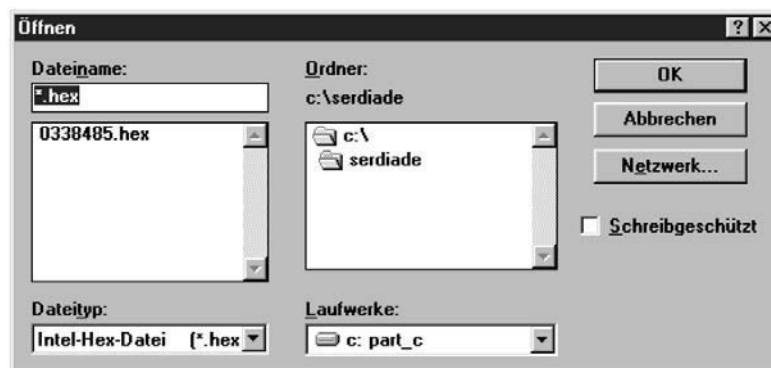 Öffnen
Dateiname:
*.hex
0338485.hex
Dateityp:
Intel-Hex-Datei (*.hex
Ordner:
c:\serdiade
c:\
serdiade
Laufwerke:
c: part_c
OK
Abbrechen
Netzwerk...
Schreibgeschützt